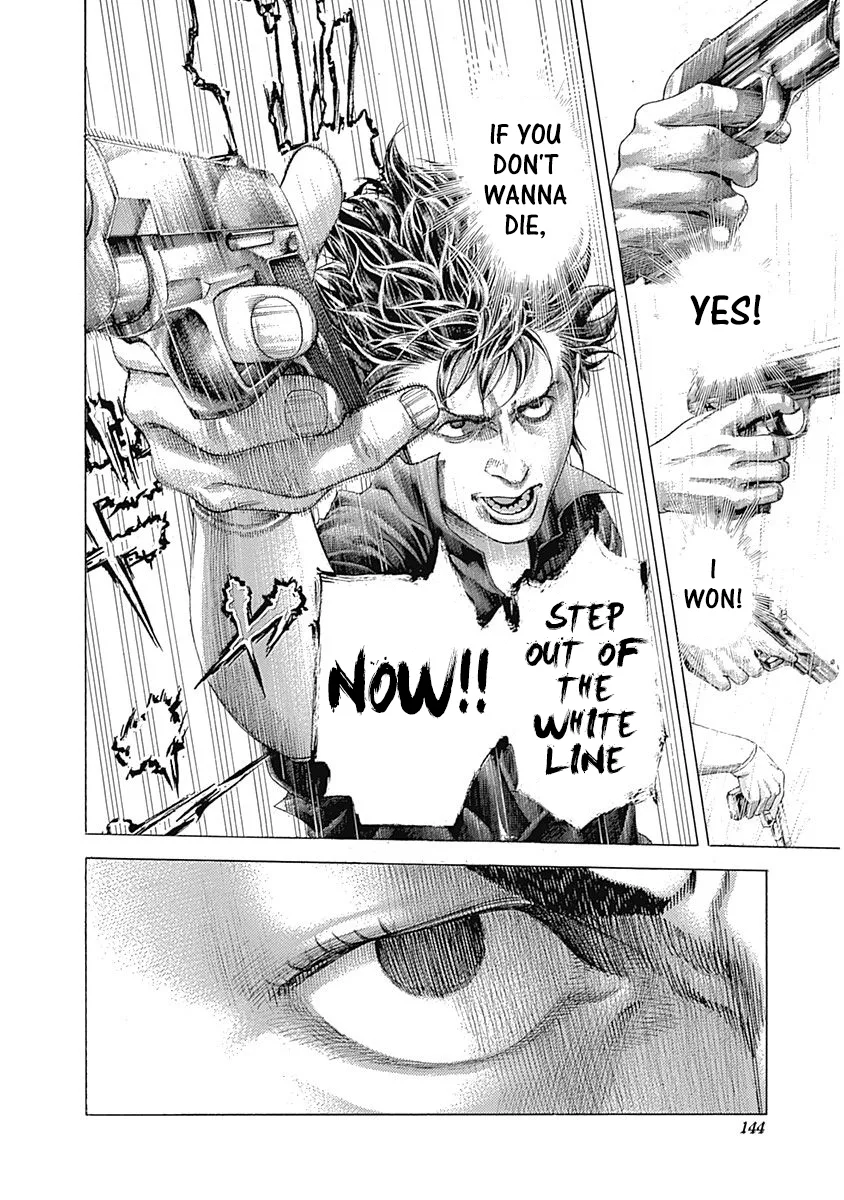 YES!
I
WON!
IF YOU
DON'T
WANNA
DIE,
STEP
OUT OF
THE
WHITE
LINE
NOW!!
144